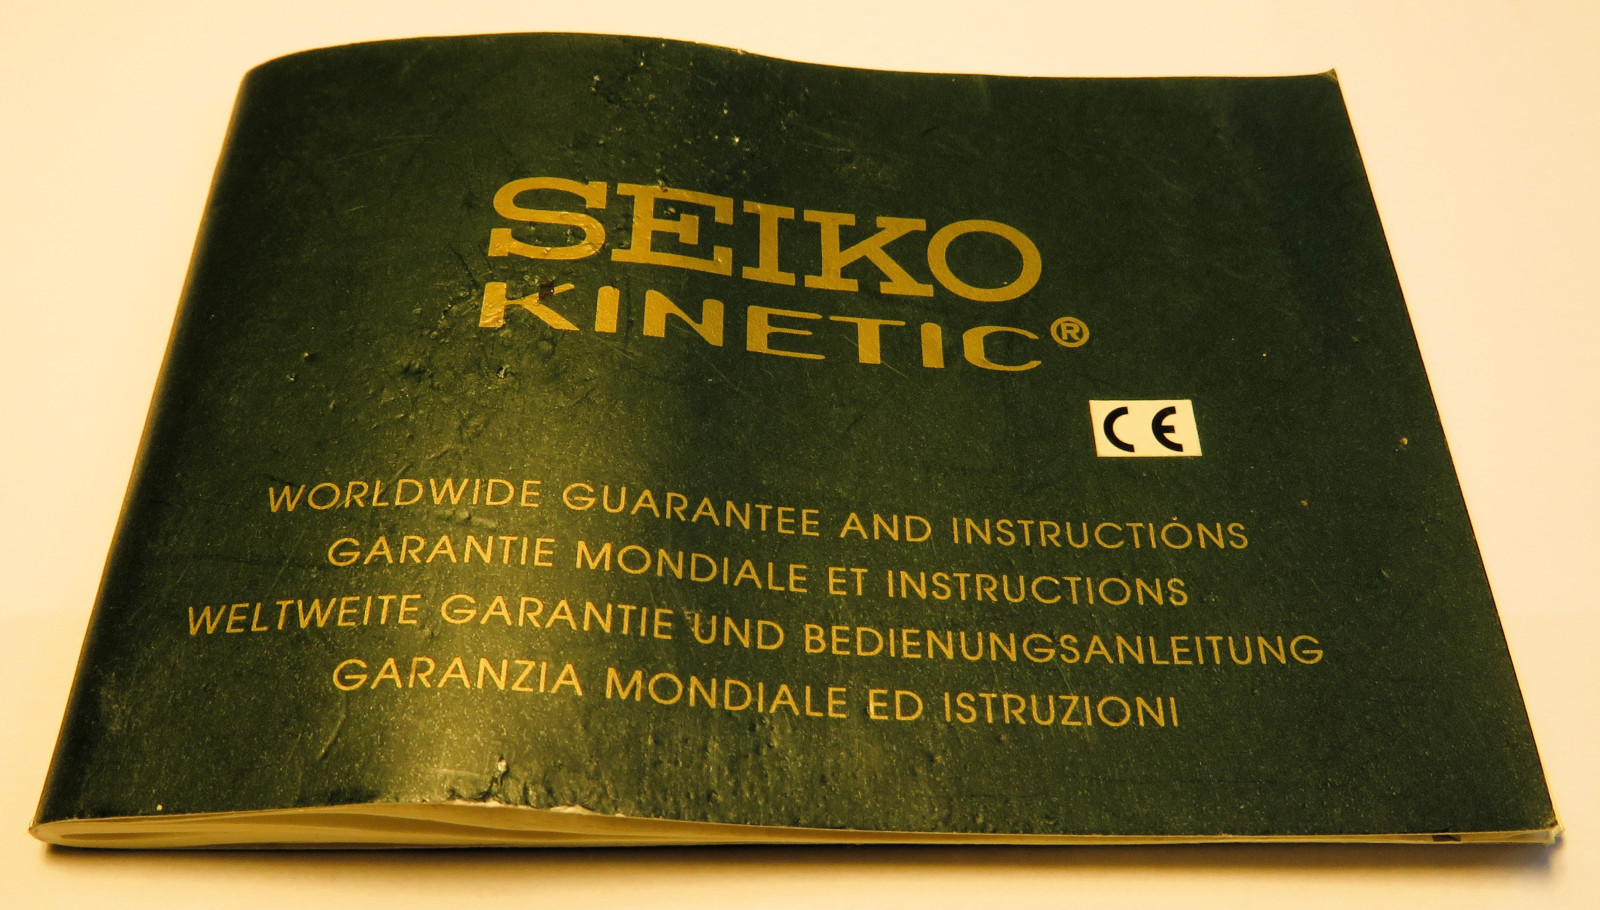 SEIKO
KINETIC®
CE
WORLDWIDE GUARANTEE AND INSTRUCTIONS
GARANTIE MONDIALE ET INSTRUCTIONS
WELTWEITE GARANTIE UND BEDIENUNGSANLEITUNG
GARANZIA MONDIALE ED ISTRUZIONI